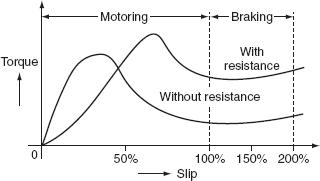 Motoring Braking
With
resistance
Torque
Without resistance
0 50% 100% 150% 200%
Slip